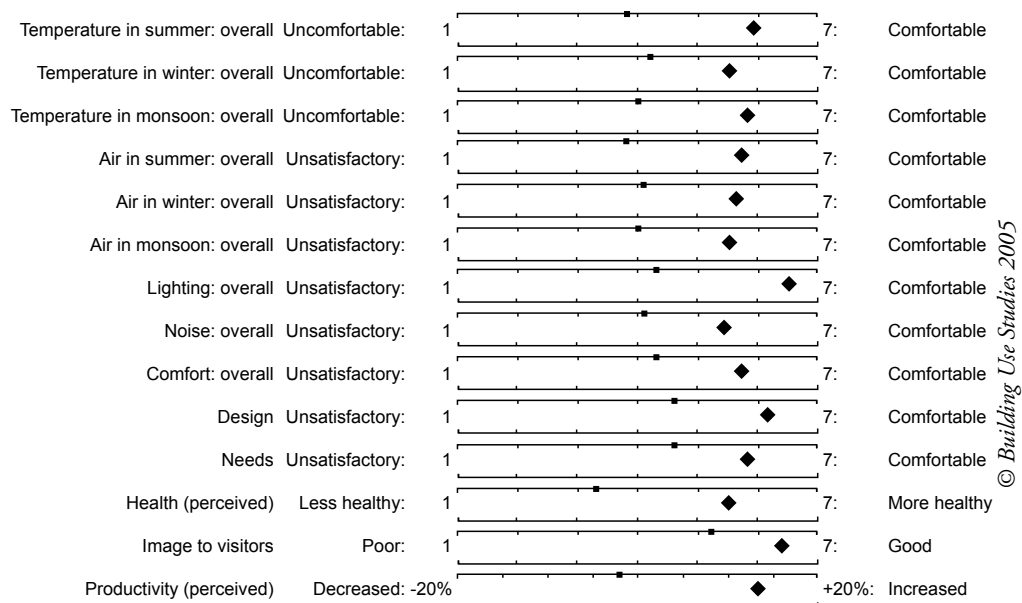 Temperature in summer: overall Uncomfortable: 1 7: Comfortable
Temperature in winter: overall Uncomfortable: 1 7: Comfortable
Temperature in monsoon: overall Uncomfortable: 1 7: Comfortable
Air in summer: overall Unsatisfactory: 1 7: Comfortable
Air in winter: overall Unsatisfactory: 1 7: Comfortable
Air in monsoon: overall Unsatisfactory: 1 7: Comfortable
Lighting: overall Unsatisfactory: 1 7: Comfortable
Noise: overall Unsatisfactory: 1 7: Comfortable
Comfort: overall Unsatisfactory: 1 7: Comfortable
Design Unsatisfactory: 1 7: Comfortable
Needs Unsatisfactory: 1 7: Comfortable
Health (perceived) Less healthy: 1 7: More healthy
Image to visitors Poor: 1 7: Good
Productivity (perceived) Decreased: -20% +20%: Increased
© Building Use Studies 2005